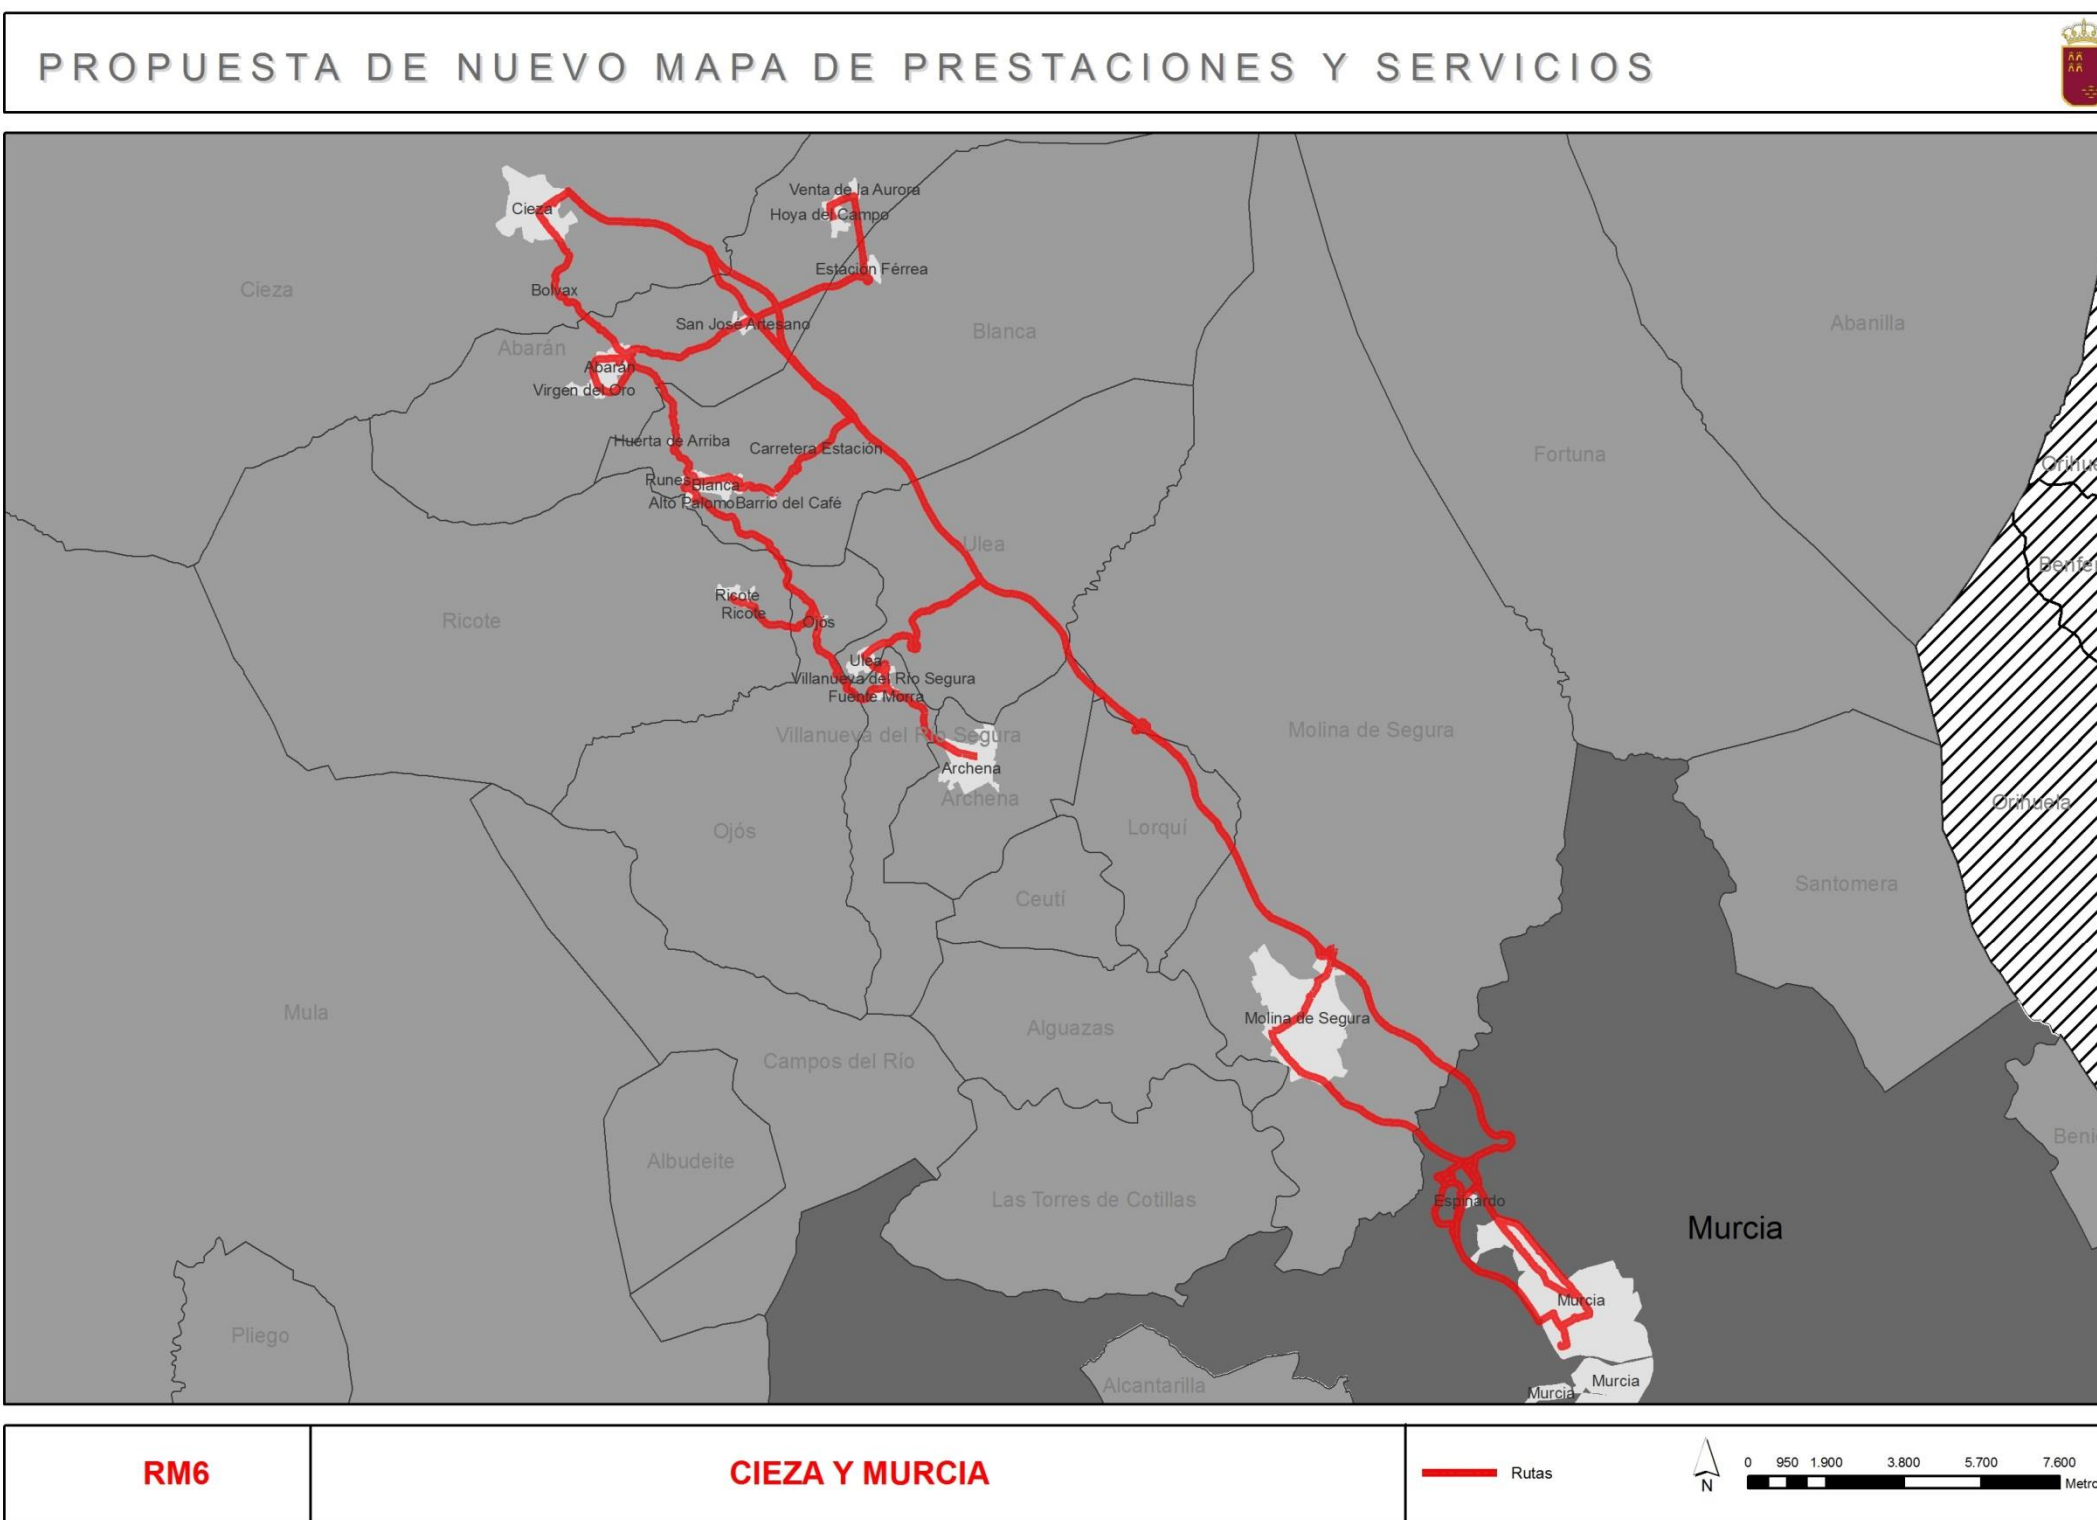 PROPUESTA DE NUEVO MAPA DE PRESTACIONES Y SERVICIOS
Venta de la Aurora
Cieza
Hoya del Campo
Estación Férrea
Cieza
Bolvax
San José Artesano
Blanca
Abanilla
Abarán
Abarán
Virgen del Oro
Huerta de Arriba
Carretera Estación
Fortuna
Runes
Blanca
Alto Palomo
Barrio del Café
Ulea
Ricote
Ricote
Ricote
Ojós
Ulea
Villanueva del Río Segura
Fuente Morra
Villanueva del Río Segura
Molina de Segura
Archena
Archena
Orihuela
Ojós
Lorquí
Santomera
Ceutí
Mula
Molina de Segura
Alguazas
Campos del Río
Albudeite
Las Torres de Cotillas
Espinardo
Murcia
Murcia
Pliego
Alcantarilla
Murcia
Murcia
RM6
CIEZA Y MURCIA
Rutas
N
0 950 1.900 3.800 5.700 7.600